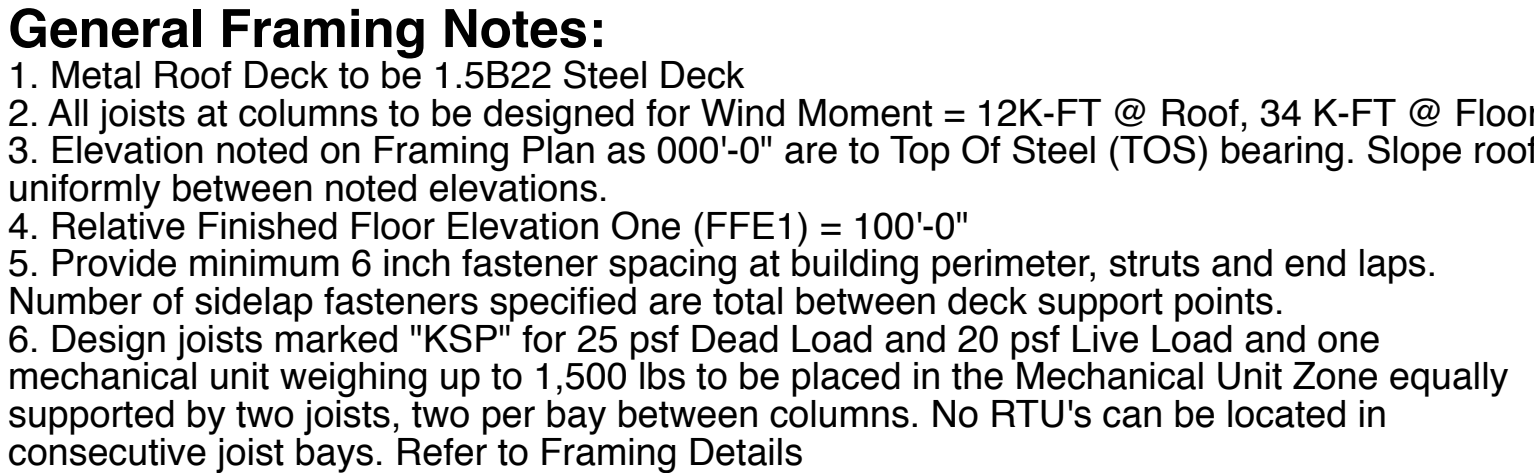 General Framing Notes:
1. Metal Roof Deck to be 1.5B22 Steel Deck
2. All joists at columns to be designed for Wind Moment = 12K-FT @ Roof, 34 K-FT @ Floor
3. Elevation noted on Framing Plan as 000'-0" are to Top Of Steel (TOS) bearing. Slope roof
uniformly between noted elevations.
4. Relative Finished Floor Elevation One (FFE1) = 100'-0"
5. Provide minimum 6 inch fastener spacing at building perimeter, struts and end laps.
Number of sidelap fasteners specified are total between deck support points.
6. Design joists marked "KSP" for 25 psf Dead Load and 20 psf Live Load and one
mechanical unit weighing up to 1,500 lbs to be placed in the Mechanical Unit Zone equally
supported by two joists, two per bay between columns. No RTU's can be located in
consecutive joist bays. Refer to Framing Details